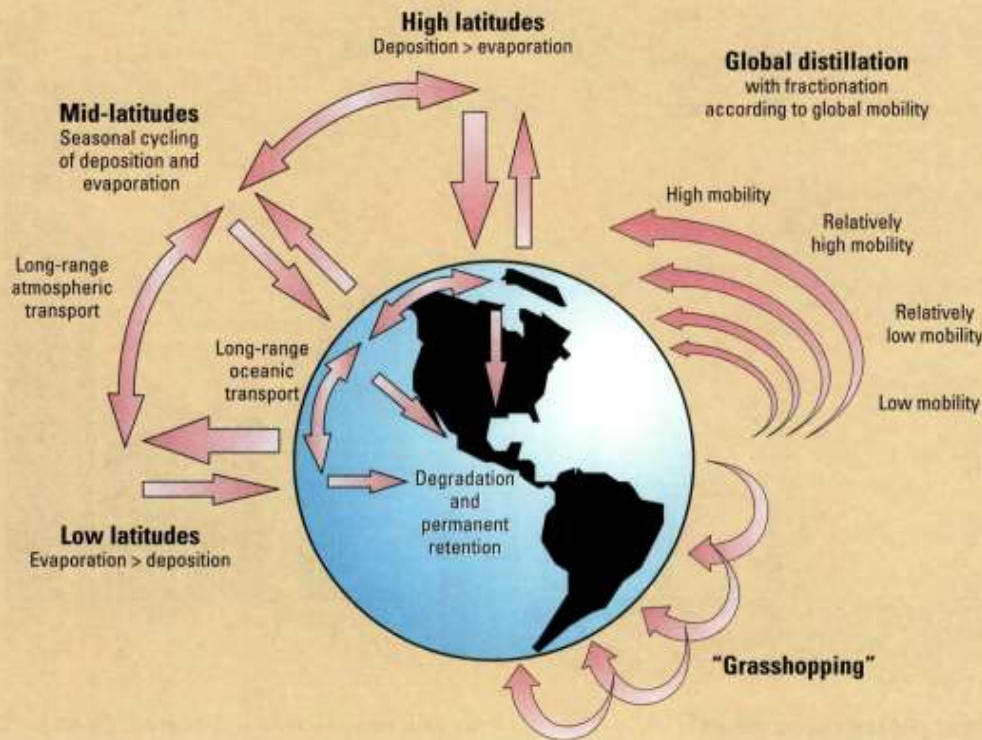 High latitudes
Deposition > evaporation
Global distillation
with fractionation
according to global mobility
Mid-latitudes
Seasonal cycling
of deposition and
evaporation
High mobility
Relatively
high mobility
Long-range
atmospheric
transport
Relatively
low mobility
Long-range
oceanic
transport
Low mobility
Degradation
and
permanent
retention
Low latitudes
Evaporation > deposition
"Grasshopping"